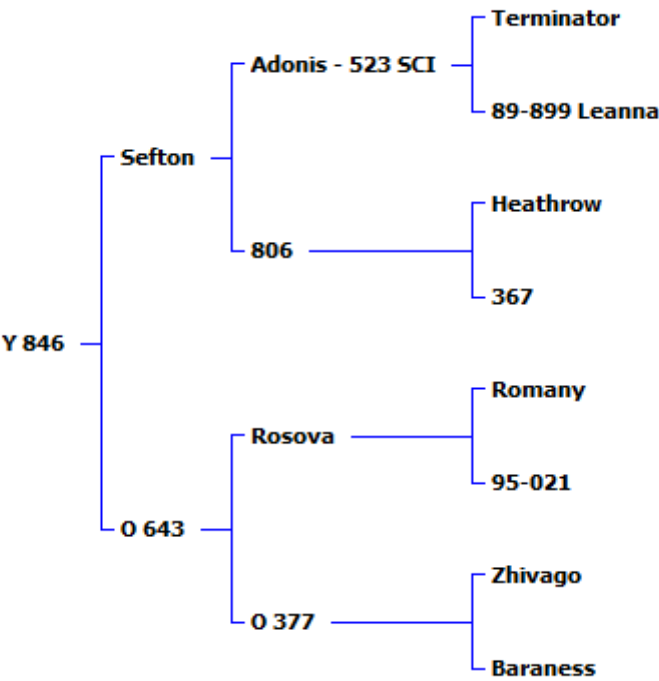 Terminator
Adonis - 523 SCI
89-899 Leanna
Sefton
Heathrow
806
367
Y 846
Romany
Rosova
95-021
O 643
Zhivago
O 377
Baraness